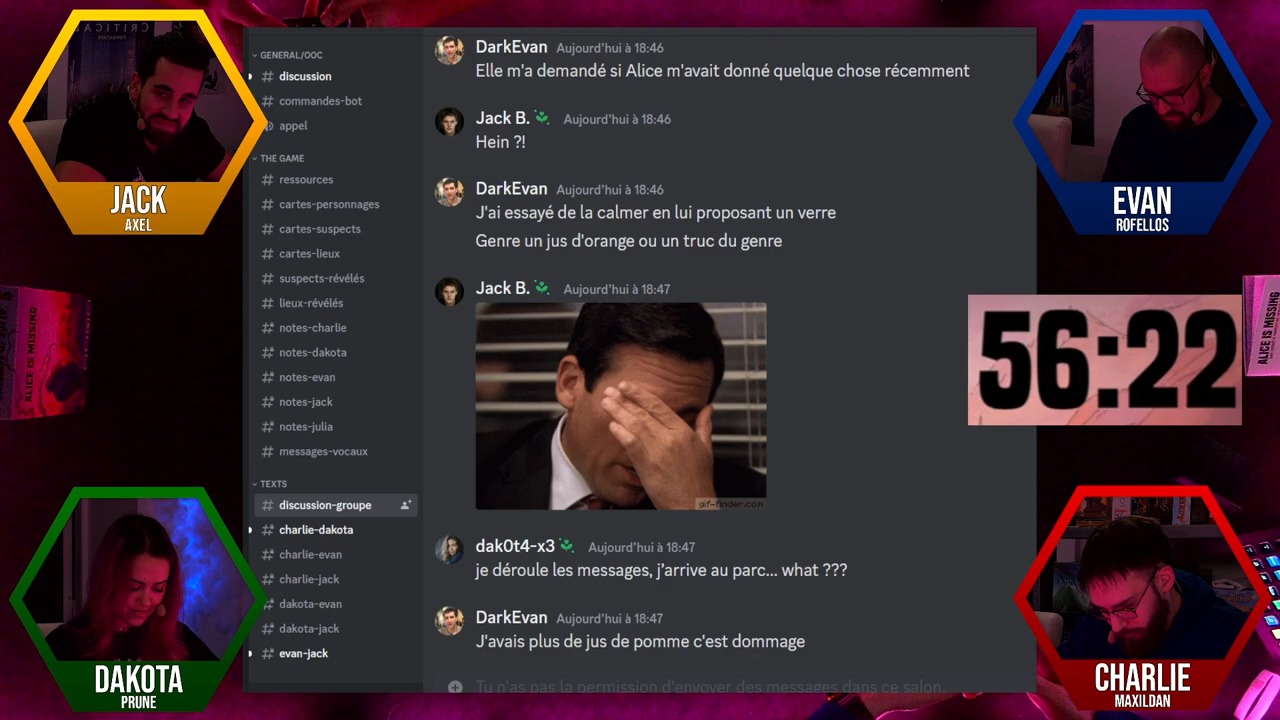 CRITICAL
FONDATION
JACK
AXEL
EVAN
ROFELLOS
DAKOTA
PRUNE
CHARLIE
MAXILDAN
56:22
ALICE IS MISSING
ALICE IS MISSING
GENERAL/OOC
# discussion
# commandes-bot
appel
THE GAME
# ressources
# cartes-personnages
# cartes-suspects
# cartes-lieux
# suspects-révélés
# lieux-révélés
# notes-charlie
# notes-dakota
# notes-evan
# notes-jack
# notes-julia
# messages-vocaux
TEXTS
# discussion-groupe
# charlie-dakota
# charlie-evan
# charlie-jack
# dakota-evan
# dakota-jack
# evan-jack
DarkEvan Aujourd'hui à 18:46
Elle m'a demandé si Alice m'avait donné quelque chose récemment
Jack B. Aujourd'hui à 18:46
Hein ?!
DarkEvan Aujourd'hui à 18:46
J'ai essayé de la calmer en lui proposant un verre
Genre un jus d'orange ou un truc du genre
Jack B. Aujourd'hui à 18:47
gif-finder.com
dak0t4-x3 Aujourd'hui à 18:47
je déroule les messages, j'arrive au parc... what ???
DarkEvan Aujourd'hui à 18:47
J'avais plus de jus de pomme c'est dommage
Tu n'as pas la permission d'envoyer des messages dans ce salon.